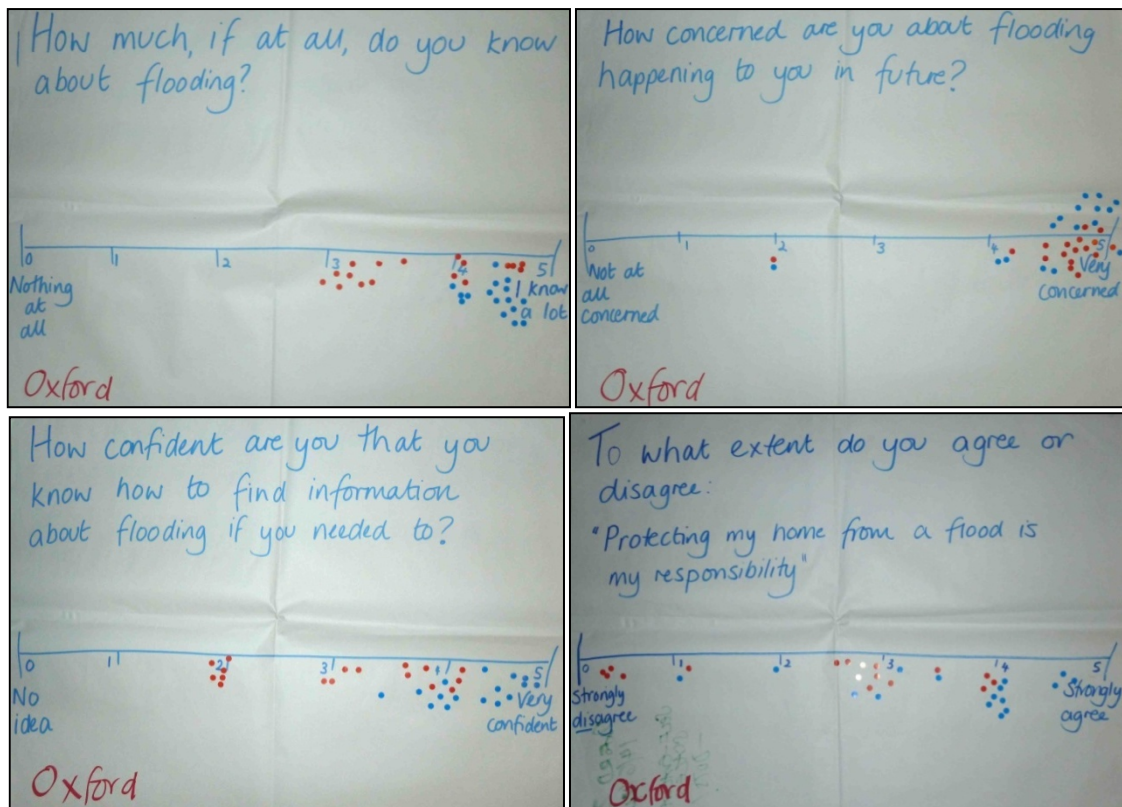 How much, if at all, do you know
about flooding?
0 1 2 3 4 5
Nothing
at
all
I know
a lot
Oxford
How concerned are you about flooding
happening to you in future?
0 1 2 3 4 5
Not at
all
concerned
Very
concerned
Oxford
How confident are you that you
know how to find information
about flooding if you needed to?
0 1 2 3 4 5
No
idea
Very
confident
Oxford
To what extent do you agree or
disagree:
"Protecting my home from a flood is
my responsibility"
0 1 2 3 4 5
Strongly
disagree
Strongly
agree
Oxford